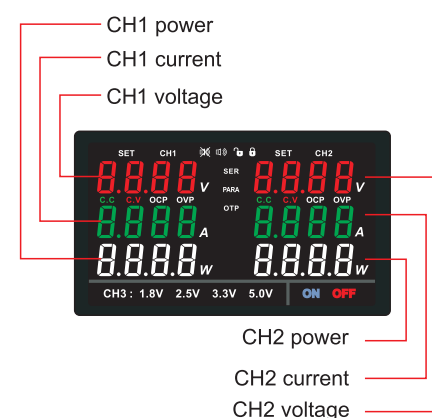 CH1 power
CH1 current
CH1 voltage
SET CH1 SET CH2
8.8.8.8 V SER 8.8.8.8 V
PARA
C.C C.V OCP OVP C.C C.V OCP OVP
OTP
8.8.8.8 A 8.8.8.8 A
8.8.8.8 W 8.8.8.8 W
CH3 : 1.8V 2.5V 3.3V 5.0V ON OFF
CH2 power
CH2 current
CH2 voltage